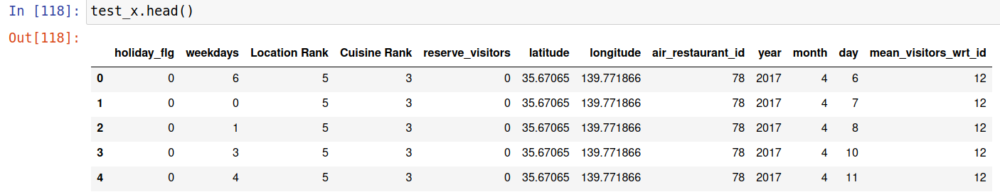 In [118]: test_x.head()
Out[118]:
holiday_flg weekdays Location Rank Cuisine Rank reserve_visitors latitude longitude air_restaurant_id year month day mean_visitors_wrt_id
0 0 6 5 3 0 35.67065 139.771866 78 2017 4 6 12
1 0 0 5 3 0 35.67065 139.771866 78 2017 4 7 12
2 0 1 5 3 0 35.67065 139.771866 78 2017 4 8 12
3 0 3 5 3 0 35.67065 139.771866 78 2017 4 10 12
4 0 4 5 3 0 35.67065 139.771866 78 2017 4 11 12